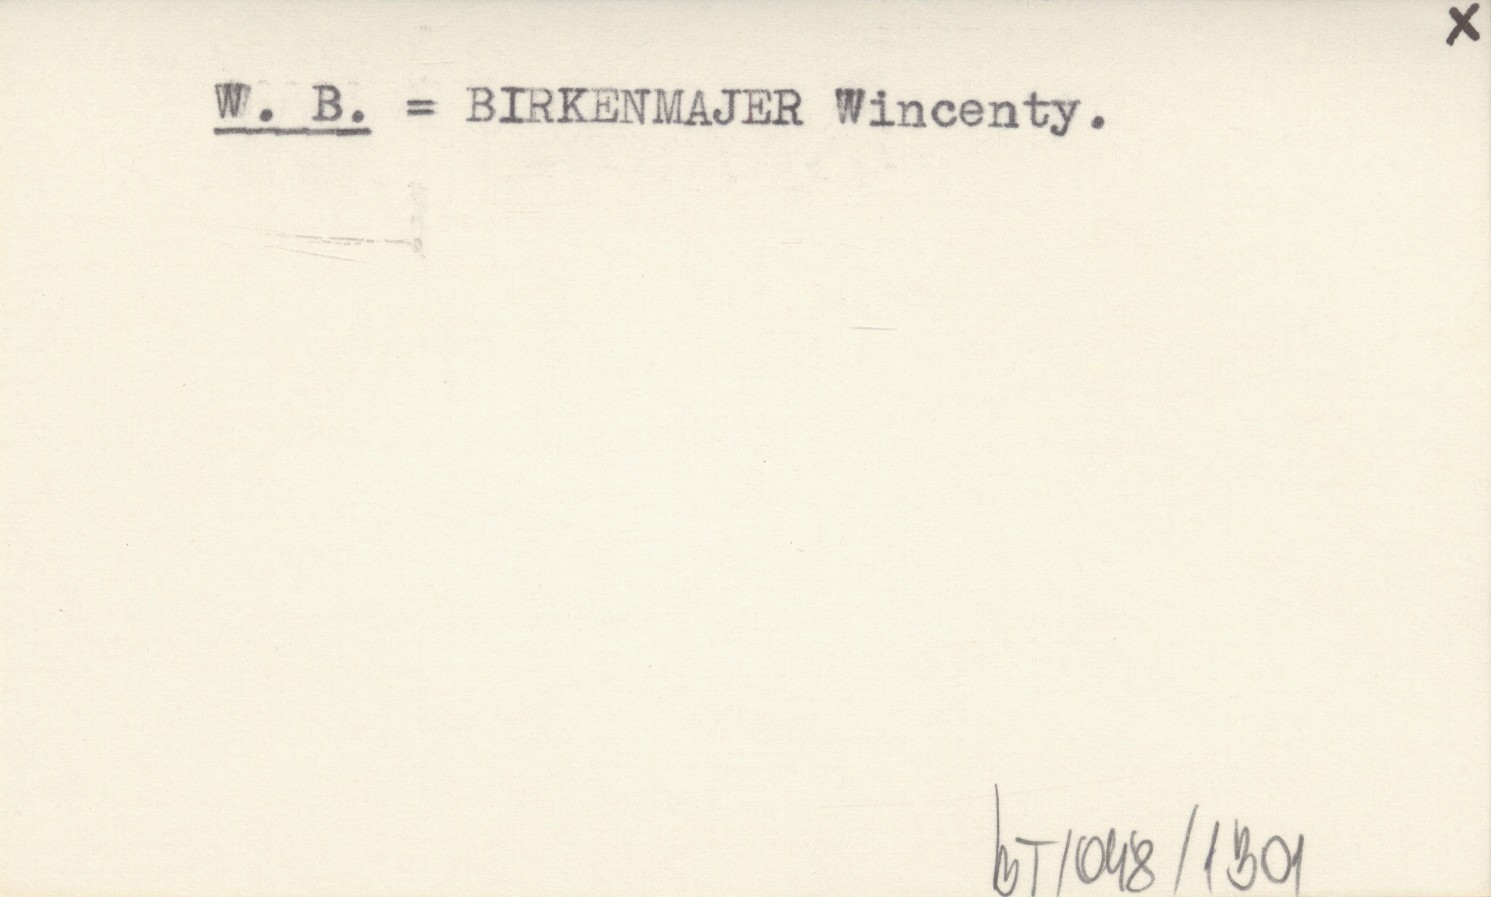 x
W. B. = BIRKENMAJER Wincenty.
BT/048/1301